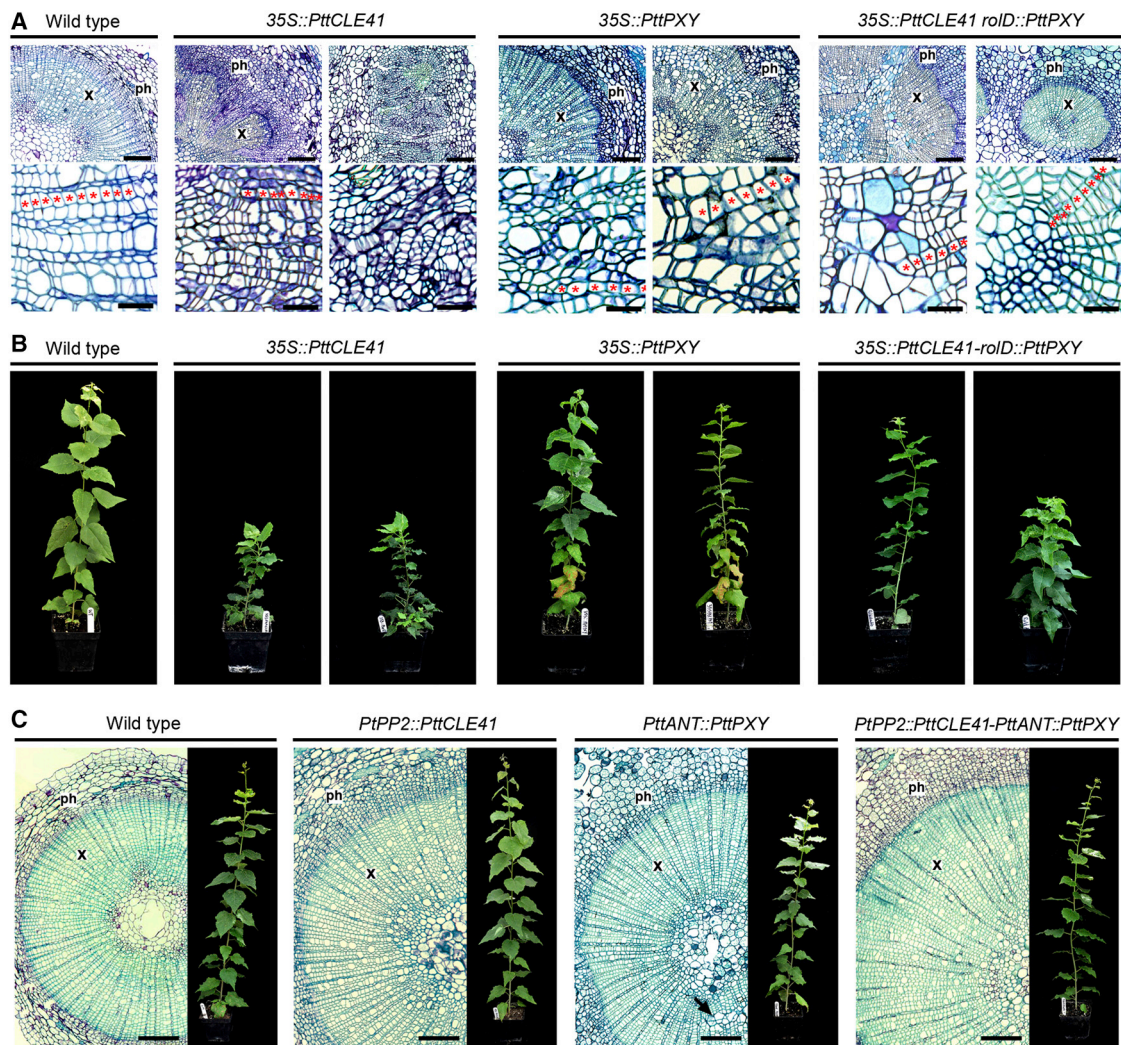 A
Wild type 35S::PttCLE41 35S::PttPXY 35S::PttCLE41 rolD::PttPXY
ph ph ph ph ph
x x x x x x
B
Wild type 35S::PttCLE41 35S::PttPXY 35S::PttCLE41-rolD::PttPXY
C
Wild type PtPP2::PttCLE41 PttANT::PttPXY PtPP2::PttCLE41-PttANT::PttPXY
ph ph ph ph
x x x x